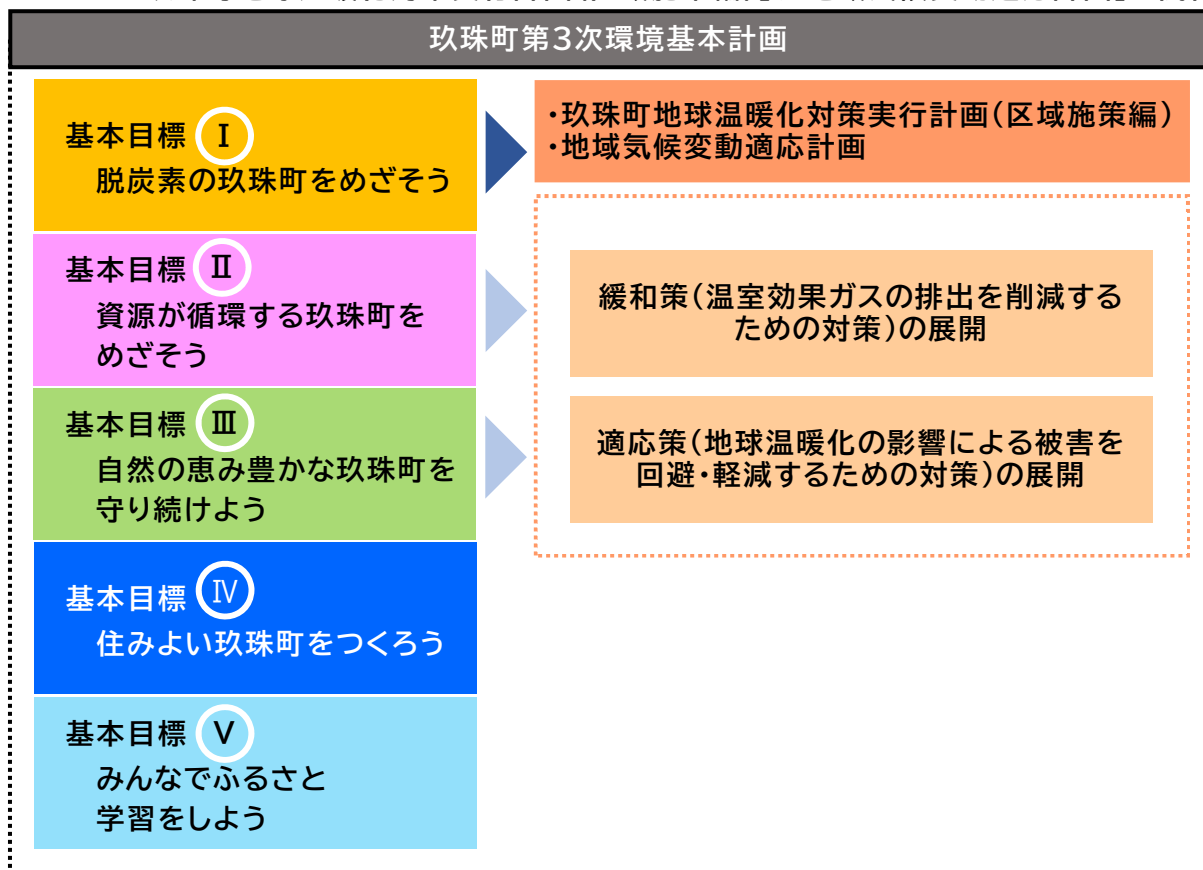 玖珠町第3次環境基本計画
基本目標 Ⅰ
脱炭素の玖珠町をめざそう
・玖珠町地球温暖化対策実行計画(区域施策編)
・地域気候変動適応計画
基本目標 Ⅱ
資源が循環する玖珠町を
めざそう
緩和策(温室効果ガスの排出を削減する
ための対策)の展開
基本目標 Ⅲ
自然の恵み豊かな玖珠町を
守り続けよう
適応策(地球温暖化の影響による被害を
回避・軽減するための対策)の展開
基本目標 Ⅳ
住みよい玖珠町をつくろう
基本目標 Ⅴ
みんなでふるさと
学習をしよう